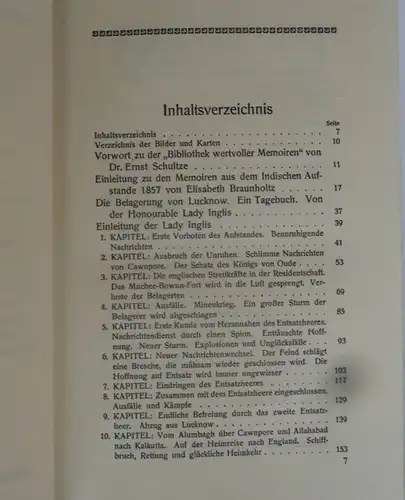 Inhaltsverzeichnis
Seite
Inhaltsverzeichnis . . . . . . . . . . . . . . . . . . 7
Verzeichnis der Bilder und Karten . . . . . . . . . . . 10
Vorwort zu der „Bibliothek wertvoller Memoiren" von
Dr. Ernst Schultze . . . . . . . . . . . . . . 11
Einleitung zu den Memoiren aus dem Indischen Auf-
stande 1857 von Elisabeth Braunholtz . . . . . 17
Die Belagerung von Lucknow. Ein Tagebuch. Von
der Honourable Lady Inglis . . . . . . . . . . 37
Einleitung der Lady Inglis . . . . . . . . . . . . . 39
1. KAPITEL: Erste Vorboten des Aufstandes. Beunruhigende
Nachrichten . . . . . . . . . . . . . . . . . . 41
2. KAPITEL: Ausbruch der Unruhen. Schlimme Nachrichten
von Cawnpore. Der Schatz des Königs von Oude . . . 53
3. KAPITEL: Die englischen Streitkräfte in der Residentschaft.
Das Muchee-Bowun-Fort wird in die Luft gesprengt. Ver-
luste der Belagerten . . . . . . . . . . . . . . 69
4. KAPITEL: Ausfälle. Minenkrieg. Ein großer Sturm der
Belagerer wird abgeschlagen . . . . . . . . . . . 85
5. KAPITEL: Erste Kunde vom Herannahen des Entsatzheeres.
Nachrichtendienst durch einen Spion. Enttäuschte Hoff-
nung. Neuer Sturm. Explosionen und Unglücksfälle . . 93
6. KAPITEL: Neuer Nachrichtenwechsel. Der Feind schlägt
eine Bresche, die mühsam wieder geschlossen wird. Die
Hoffnung auf Entsatz wird immer ungewisser . . . . 103
7. KAPITEL: Eindringen des Entsatzheeres . . . . . . . 117
8. KAPITEL: Zusammen mit dem Entsatzheere eingeschlossen.
Ausfälle und Kämpfe . . . . . . . . . . . . . . 129
9. KAPITEL: Endliche Befreiung durch das zweite Entsatz-
heer. Abzug aus Lucknow . . . . . . . . . . . . 139
10. KAPITEL: Vom Alumbagh über Cawnpore und Allahabad
nach Kalkutta. Auf der Heimreise nach England. Schiff-
bruch, Rettung und glückliche Heimkehr . . . . . . 153
7